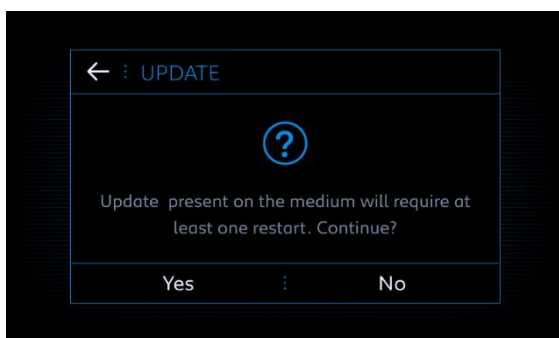 UPDATE
?
Update present on the medium will require at
least one restart. Continue?
Yes
No